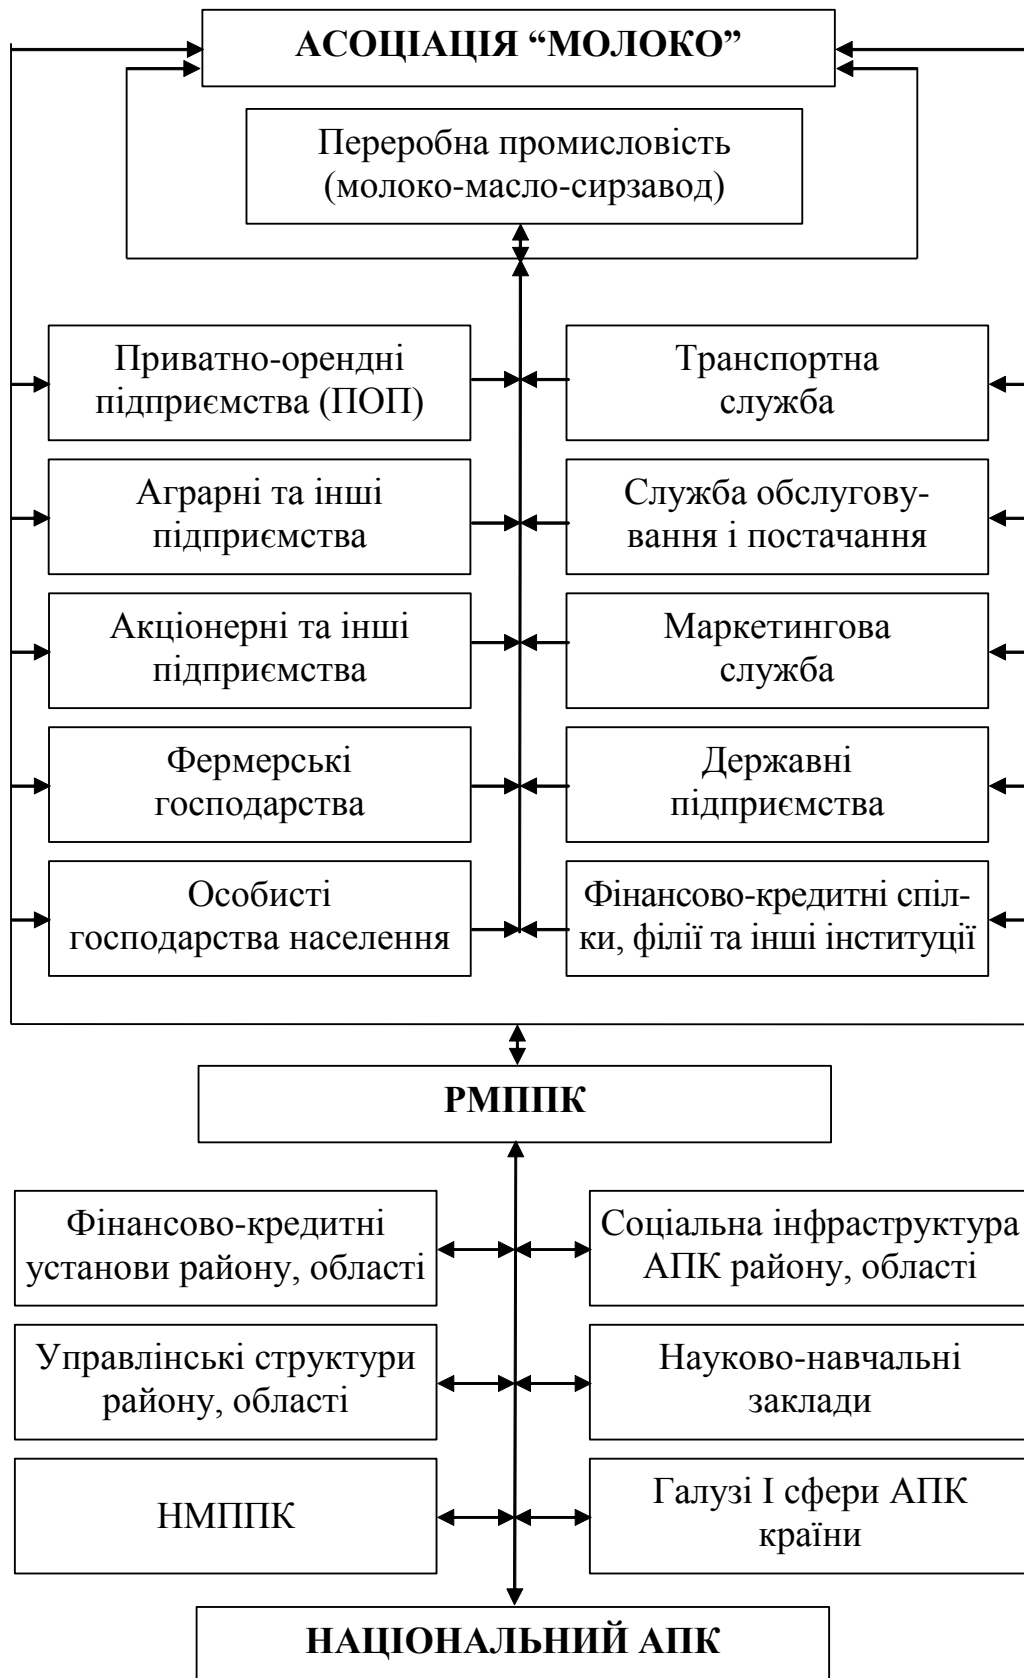 АСОЦІАЦІЯ “МОЛОКО”
Переробна промисловість
(молоко-масло-сирзавод)
Приватно-орендні
підприємства (ПОП)
Транспортна
служба
Аграрні та інші
підприємства
Служба обслугову-
вання і постачання
Акціонерні та інші
підприємства
Маркетингова
служба
Фермерські
господарства
Державні
підприємства
Особисті
господарства населення
Фінансово-кредитні спіл-
ки, філії та інші інституції
РМППК
Фінансово-кредитні
установи району, області
Соціальна інфраструктура
АПК району, області
Управлінські структури
району, області
Науково-навчальні
заклади
НМППК
Галузі І сфери АПК
країни
НАЦІОНАЛЬНИЙ АПК